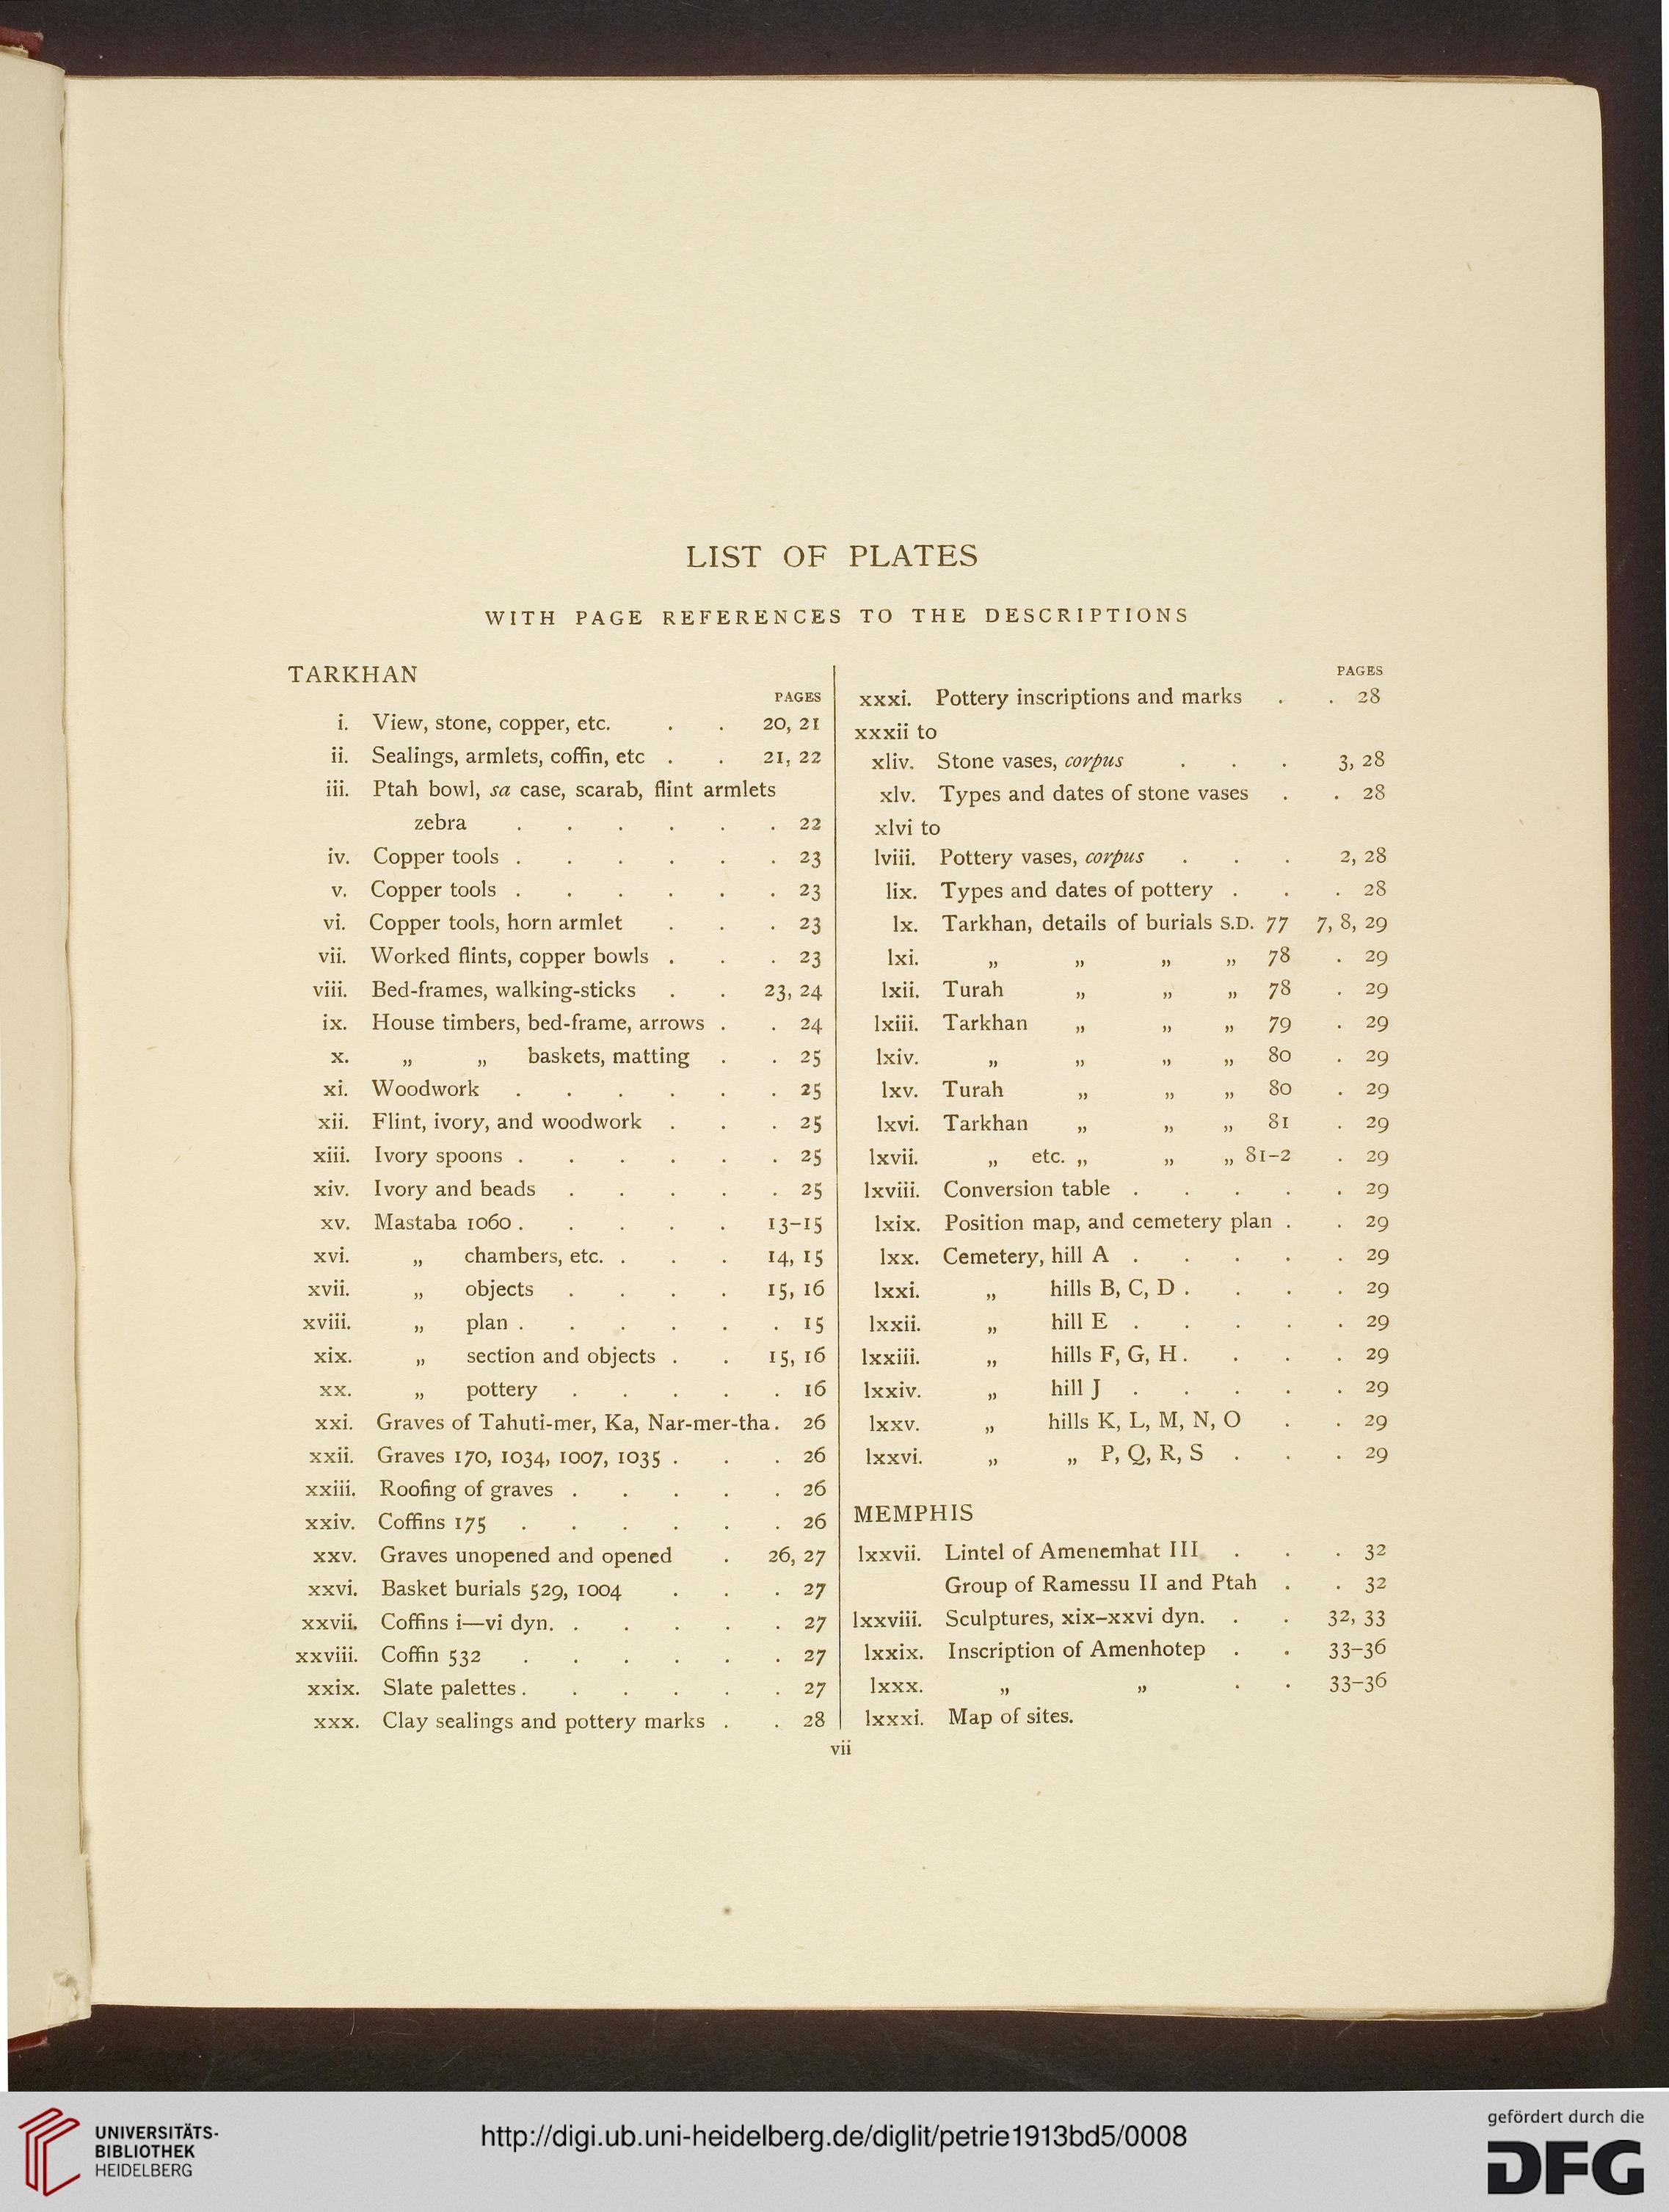 LIST OF PLATES
WITH PAGE REFERENCES TO THE DESCRIPTIONS
TARKHAN
PAGES
i. View, stone, copper, etc. . . 20, 21
ii. Sealings, armlets, coffin, etc . . 21, 22
iii. Ptah bowl, sa case, scarab, flint armlets
zebra . . . . . . 22
iv. Copper tools . . . . . . 23
v. Copper tools . . . . . . 23
vi. Copper tools, horn armlet . . . 23
vii. Worked flints, copper bowls . . . 23
viii. Bed-frames, walking-sticks . . 23, 24
ix. House timbers, bed-frame, arrows . . 24
x. „ „ baskets, matting . . 25
xi. Woodwork . . . . . . 25
xii. Flint, ivory, and woodwork . . . 25
xiii. Ivory spoons . . . . . . 25
xiv. Ivory and beads . . . . . 25
xv. Mastaba 1060 . . . . . 13–15
xvi. „ chambers, etc. . . . 14, 15
xvii. „ objects . . . . 15, 16
xviii. „ plan . . . . . . 15
xix. „ section and objects . . 15, 16
xx. „ pottery . . . . . 16
xxi. Graves of Tahuti-mer, Ka, Nar-mer-tha . 26
xxii. Graves 170, 1034, 1007, 1035 . . . 26
xxiii. Roofing of graves . . . . . 26
xxiv. Coffins 175 . . . . . . 26
xxv. Graves unopened and opened . 26, 27
xxvi. Basket burials 529, 1004 . . . 27
xxvii. Coffins i—vi dyn. . . . . . 27
xxviii. Coffin 532 . . . . . . 27
xxix. Slate palettes . . . . . . 27
xxx. Clay sealings and pottery marks . . 28
PAGES
xxxi. Pottery inscriptions and marks . . 28
xxxii to
xliv. Stone vases, corpus . . . 3, 28
xlv. Types and dates of stone vases . . 28
xlvi to
lviii. Pottery vases, corpus . . . 2, 28
lix. Types and dates of pottery . . . 28
lx. Tarkhan, details of burials S.D. 77 7, 8, 29
lxi. „ „ „ „ 78 . 29
lxii. Turah „ „ „ 78 . 29
lxiii. Tarkhan „ „ „ 79 . 29
lxiv. „ „ „ „ 80 . 29
lxv. Turah „ „ „ 80 . 29
lxvi. Tarkhan „ „ „ 81 . 29
lxvii. „ etc. „ „ „ 81–2 . 29
lxviii. Conversion table . . . . . 29
lxix. Position map, and cemetery plan . . 29
lxx. Cemetery, hill A . . . . . 29
lxxi. „ hills B, C, D . . . . 29
lxxii. „ hill E . . . . . 29
lxxiii. „ hills F, G, H . . . . 29
lxxiv. „ hill J . . . . . 29
lxxv. „ hills K, L, M, N, O . . 29
lxxvi. „ „ P, Q, R, S . . . 29
MEMPHIS
lxxvii. Lintel of Amenemhat III . . . 32
Group of Ramessu II and Ptah . . 32
lxxviii. Sculptures, xix–xxvi dyn. . . 32, 33
lxxix. Inscription of Amenhotep . . 33–36
lxxx. „ „ . . 33–36
lxxxi. Map of sites.
vii
UNIVERSITÄTS-
BIBLIOTHEK
HEIDELBERG
http://digi.ub.uni-heidelberg.de/diglit/petrie1913bd5/0008
gefördert durch die
DFG